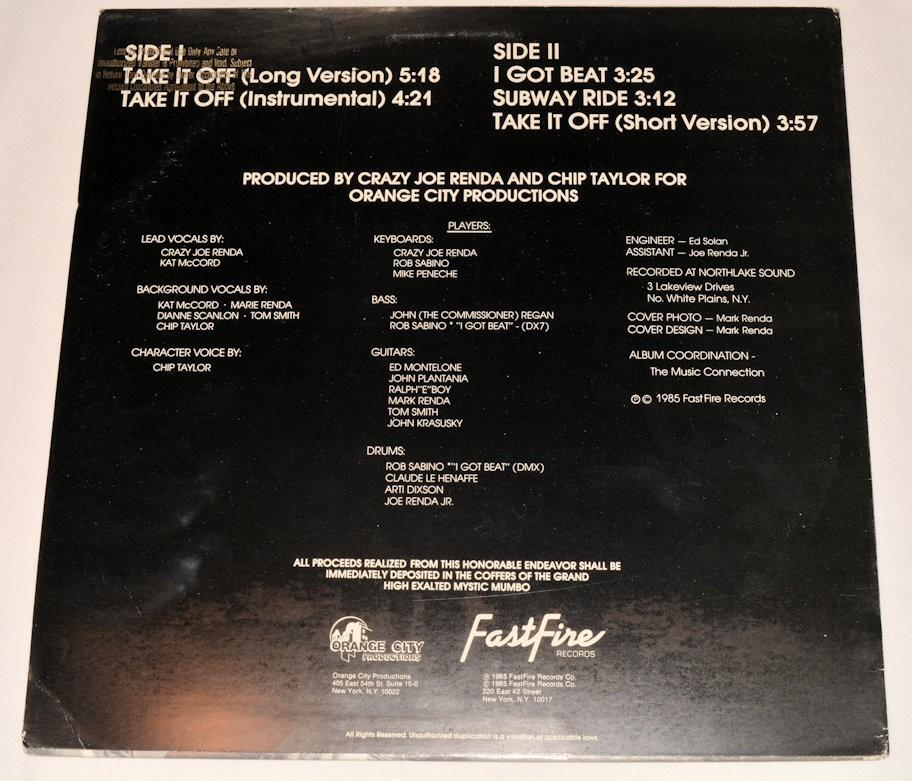 SIDE I
TAKE IT OFF (Long Version) 5:18
TAKE IT OFF (Instrumental) 4:21
SIDE II
I GOT BEAT 3:25
SUBWAY RIDE 3:12
TAKE IT OFF (Short Version) 3:57
PRODUCED BY CRAZY JOE RENDA AND CHIP TAYLOR FOR
ORANGE CITY PRODUCTIONS
LEAD VOCALS BY:
CRAZY JOE RENDA
KAT McCORD
BACKGROUND VOCALS BY:
KAT McCORD · MARIE RENDA
DIANNE SCANLON · TOM SMITH
CHIP TAYLOR
CHARACTER VOICE BY:
CHIP TAYLOR
PLAYERS:
KEYBOARDS:
CRAZY JOE RENDA
ROB SABINO
MIKE PENECHE
BASS:
JOHN (THE COMMISSIONER) REGAN
ROB SABINO * "I GOT BEAT" - (DX7)
GUITARS:
ED MONTELONE
JOHN PLANTANIA
RALPH"E"BOY
MARK RENDA
TOM SMITH
JOHN KRASUSKY
DRUMS:
ROB SABINO *"I GOT BEAT" (DMX)
CLAUDE LE HENAFFE
ARTI DIXSON
JOE RENDA JR.
ENGINEER — Ed Solan
ASSISTANT — Joe Renda Jr.
RECORDED AT NORTHLAKE SOUND
3 Lakeview Drives
No. White Plains, N.Y.
COVER PHOTO — Mark Renda
COVER DESIGN — Mark Renda
ALBUM COORDINATION -
The Music Connection
℗© 1985 FastFire Records
ALL PROCEEDS REALIZED FROM THIS HONORABLE ENDEAVOR SHALL BE
IMMEDIATELY DEPOSITED IN THE COFFERS OF THE GRAND
HIGH EXALTED MYSTIC MUMBO
ORANGE CITY
PRODUCTIONS
Orange City Productions
405 East 54th St. Suite 15-0
New York, N.Y. 10022
FastFire
RECORDS
℗ 1985 FastFire Records Co.
© 1985 FastFire Records Co.
220 East 42 Street
New York, N.Y. 10017
All Rights Reserved. Unauthorized duplication is a violation of applicable laws.